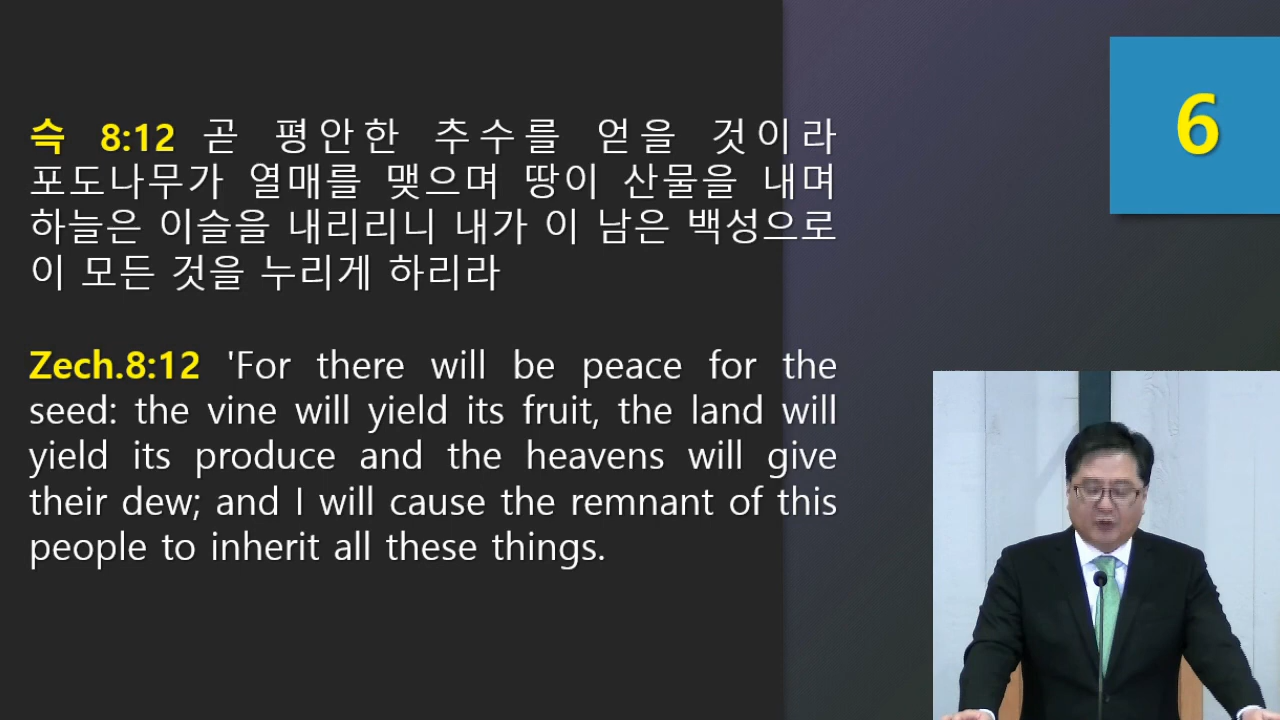 슥 8:12 곧 평안한 추수를 얻을 것이라
포도나무가 열매를 맺으며 땅이 산물을 내며
하늘은 이슬을 내리리니 내가 이 남은 백성으로
이 모든 것을 누리게 하리라
Zech.8:12 'For there will be peace for the
seed: the vine will yield its fruit, the land will
yield its produce and the heavens will give
their dew; and I will cause the remnant of this
people to inherit all these things.
6